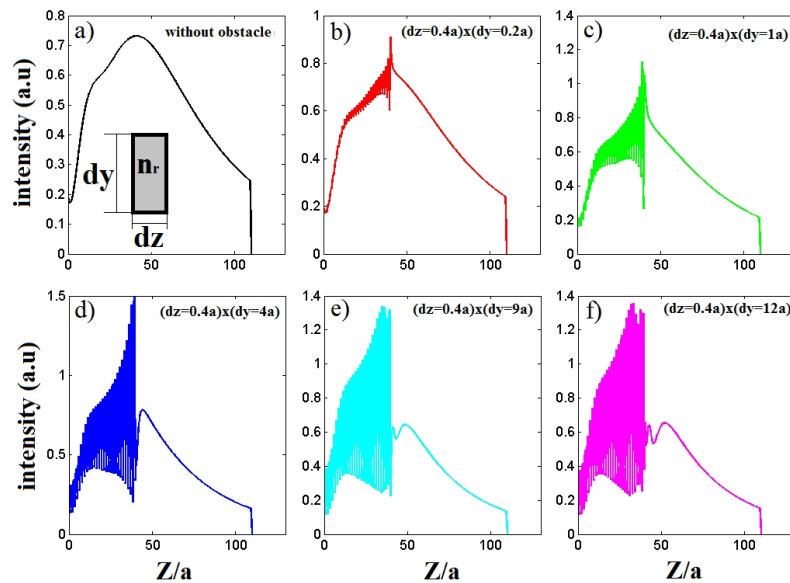 a)
without obstacle
intensity (a.u)
0.8
0.7
0.6
0.5
0.4
0.3
0.2
0.1
0
0 50 100
dy
nr
dz
b)
(dz=0.4a)x(dy=0.2a)
1
0.8
0.6
0.4
0.2
0
0 50 100
c)
(dz=0.4a)x(dy=1a)
1.4
1.2
1
0.8
0.6
0.4
0.2
0
0 50 100
d)
(dz=0.4a)x(dy=4a)
intensity (a.u)
1.5
1
0.5
0
0 50 100
Z/a
e)
(dz=0.4a)x(dy=9a)
1.4
1.2
1
0.8
0.6
0.4
0.2
0
0 50 100
Z/a
f)
(dz=0.4a)x(dy=12a)
1.4
1.2
1
0.8
0.6
0.4
0.2
0
0 50 100
Z/a